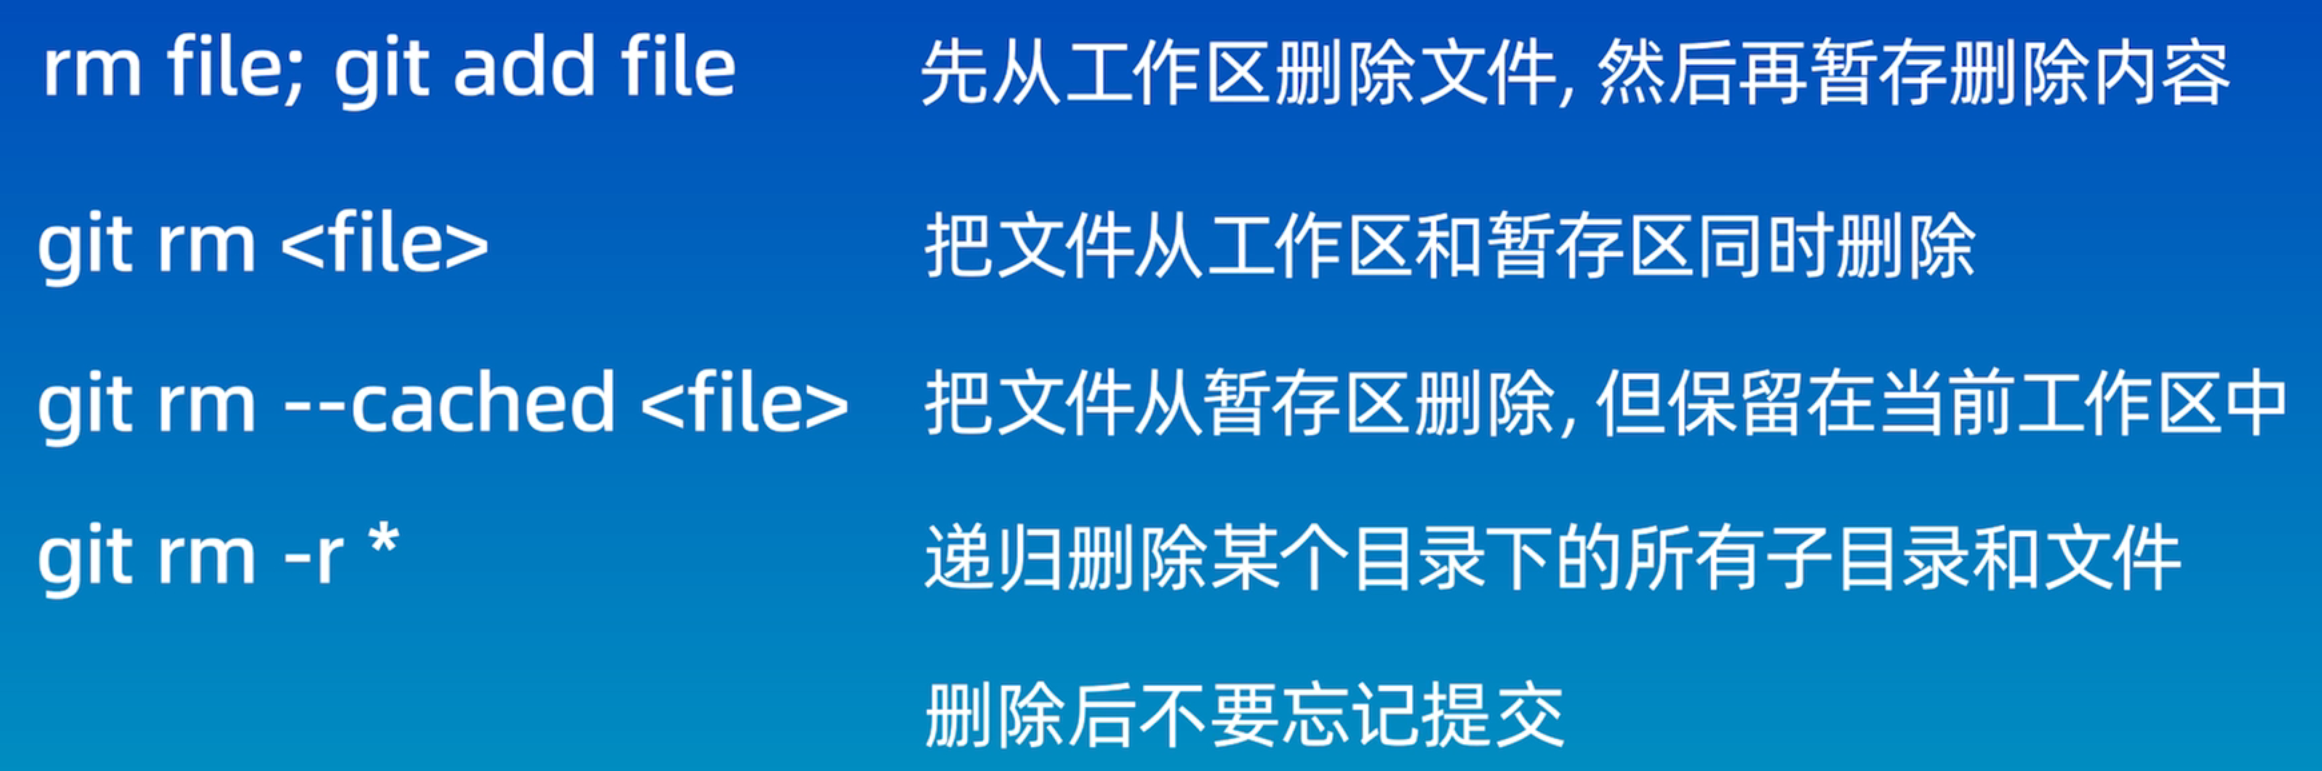 rm file; git add file 先从工作区删除文件, 然后再暂存删除内容
git rm <file> 把文件从工作区和暂存区同时删除
git rm --cached <file> 把文件从暂存区删除, 但保留在当前工作区中
git rm -r * 递归删除某个目录下的所有子目录和文件
删除后不要忘记提交